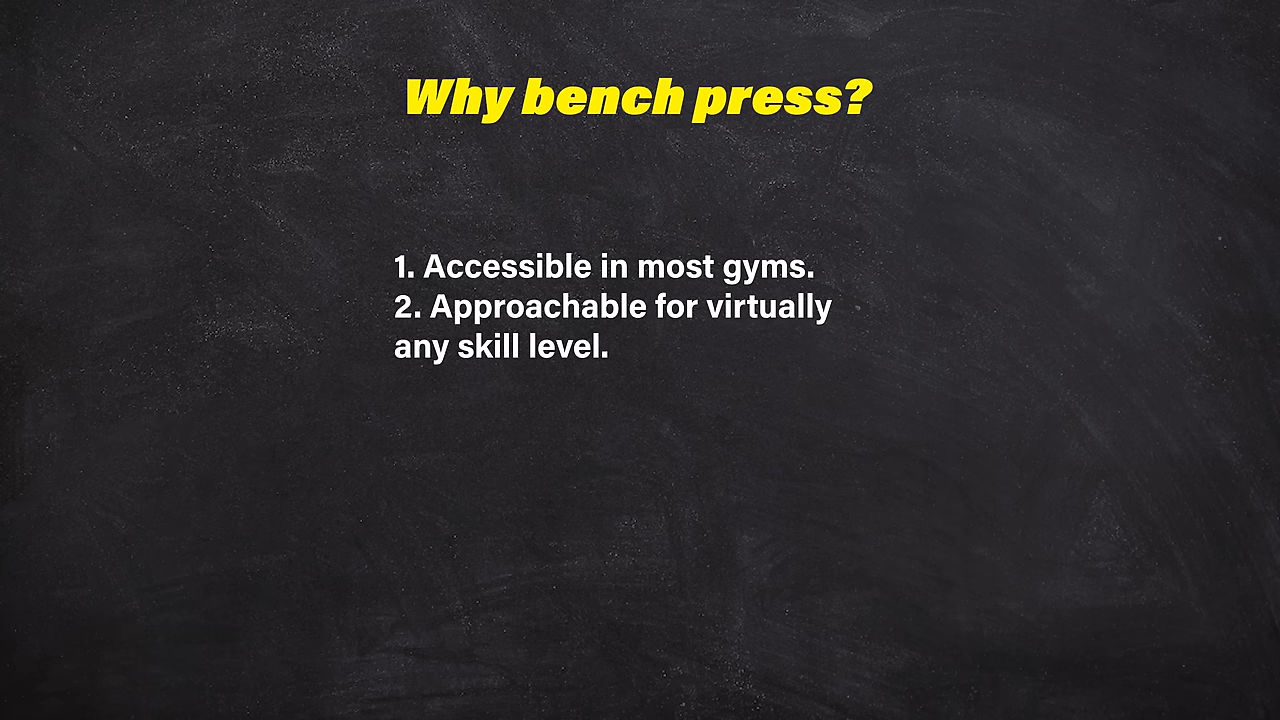 Why bench press?
1. Accessible in most gyms.
2. Approachable for virtually
any skill level.